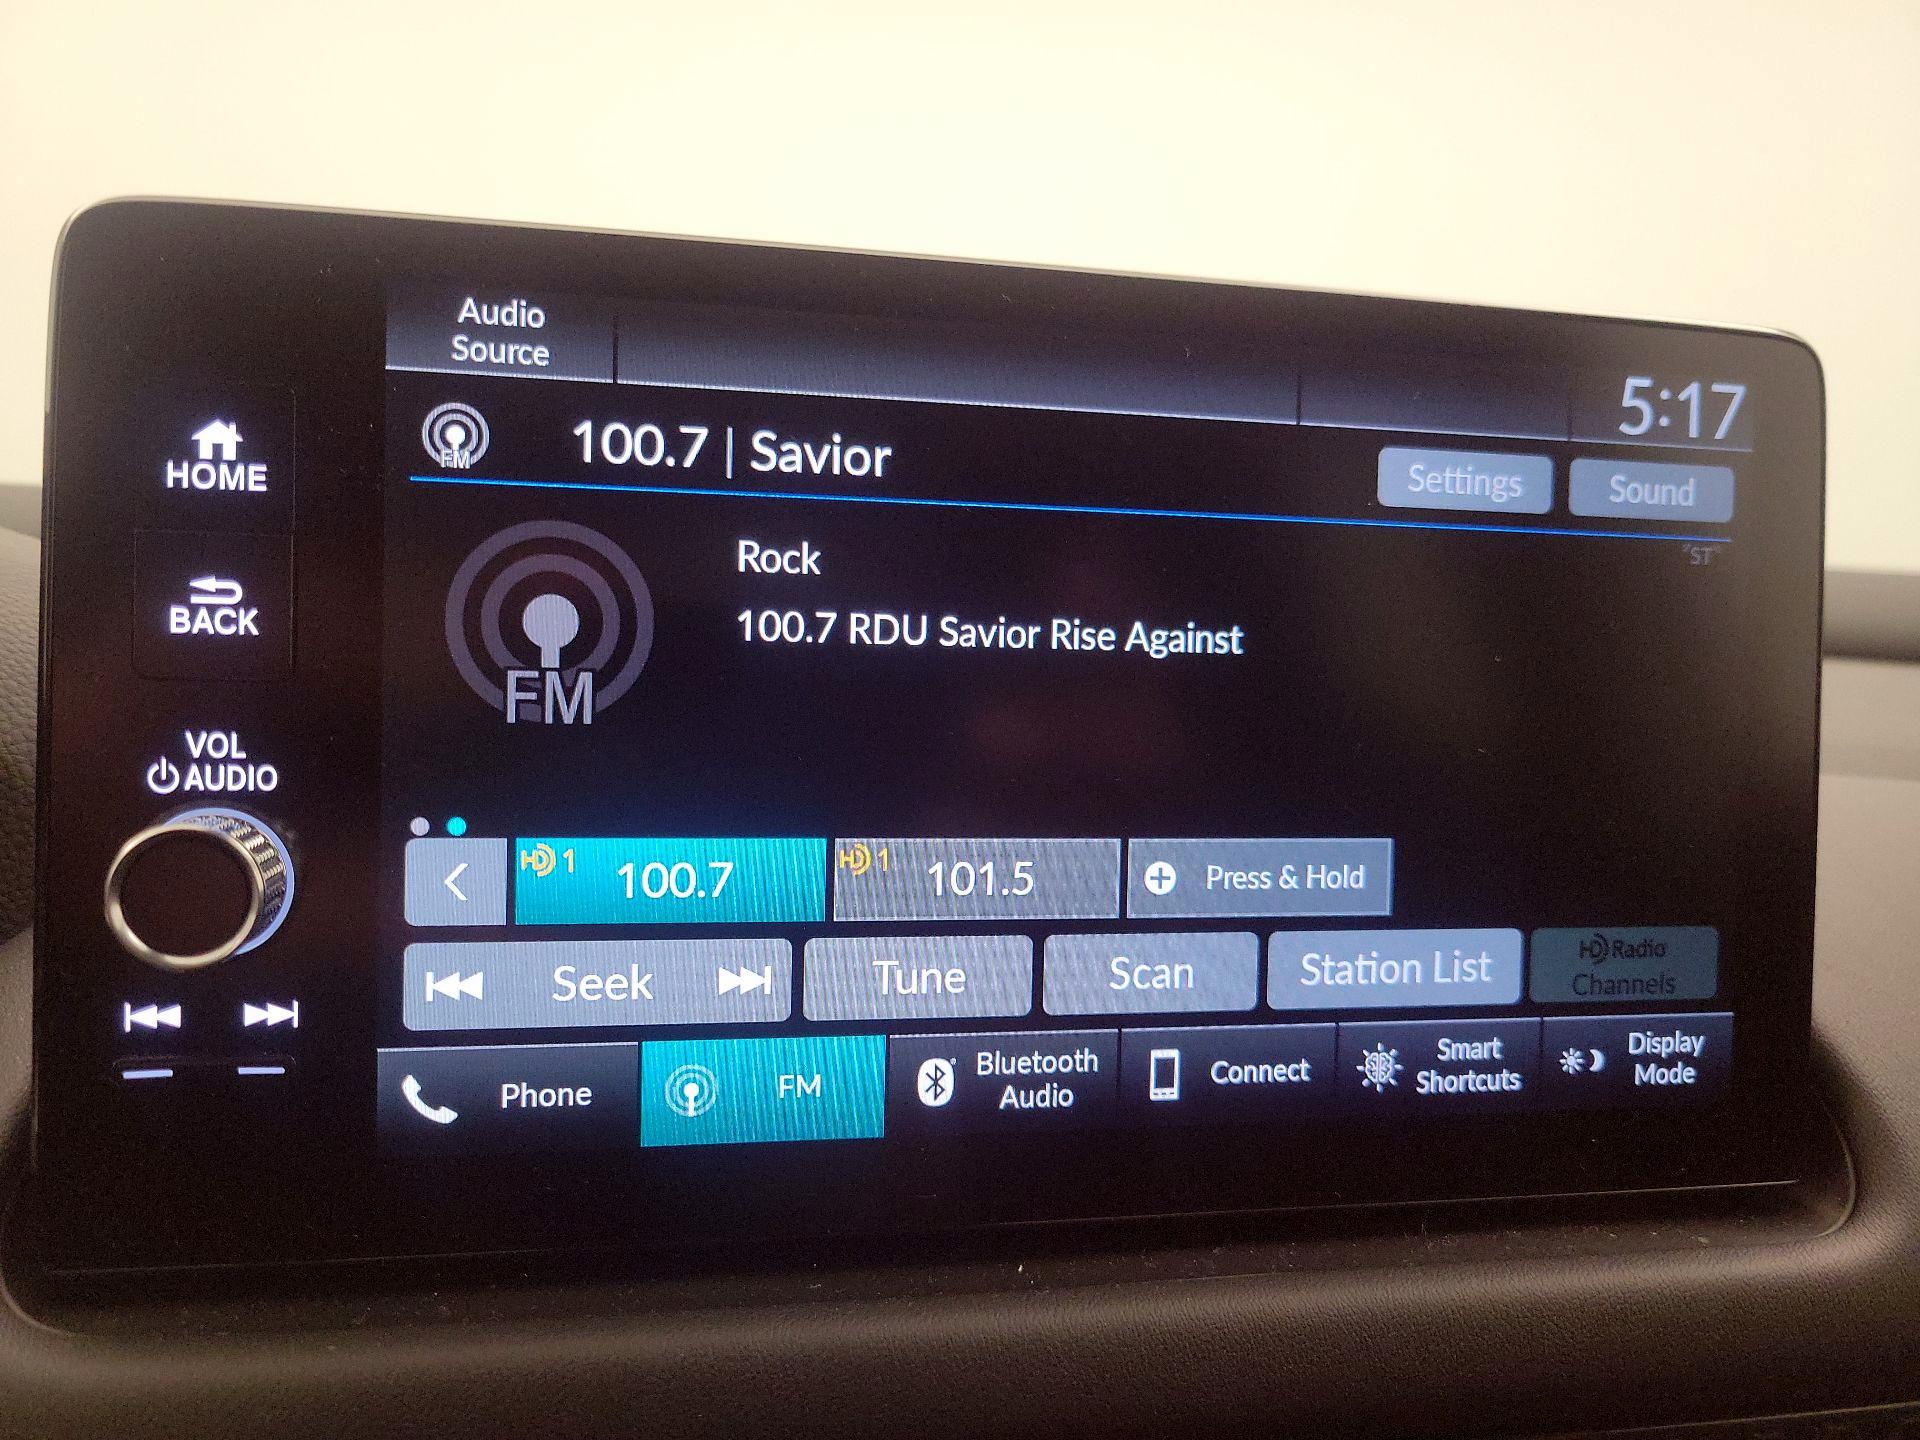 Audio
Source
5:17
FM
100.7 | Savior
Settings
Sound
HOME
"ST"
Rock
100.7 RDU Savior Rise Against
FM
BACK
VOL
AUDIO
HD 1 100.7
HD 1 101.5
Press & Hold
Seek
Tune
Scan
Station List
HD Radio
Channels
Phone
FM
Bluetooth
Audio
Connect
Smart
Shortcuts
Display
Mode